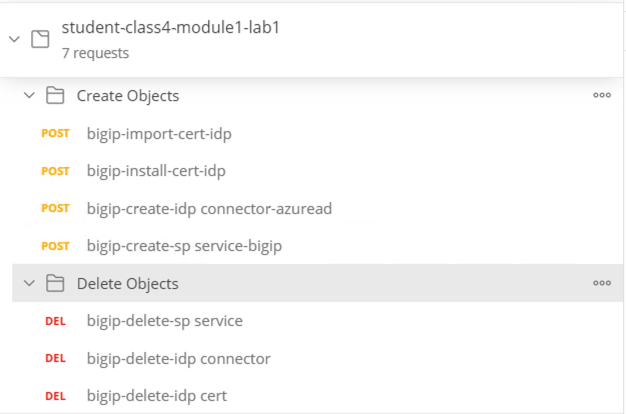 student-class4-module1-lab1
7 requests
Create Objects
POST bigip-import-cert-idp
POST bigip-install-cert-idp
POST bigip-create-idp connector-azuread
POST bigip-create-sp service-bigip
Delete Objects
DEL bigip-delete-sp service
DEL bigip-delete-idp connector
DEL bigip-delete-idp cert